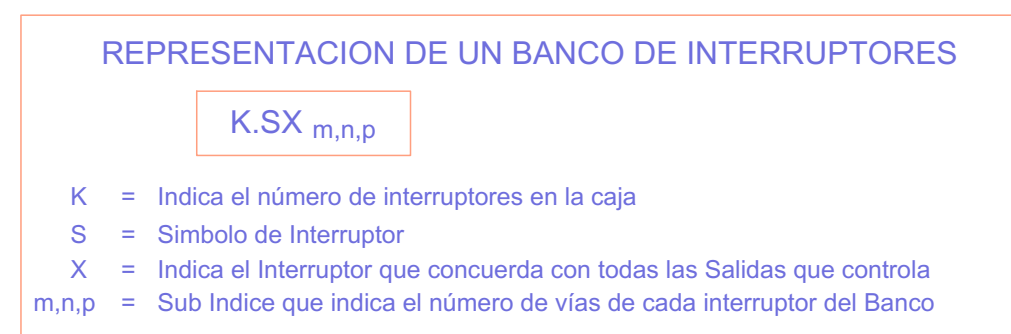 REPRESENTACION DE UN BANCO DE INTERRUPTORES
K.SX m,n,p
K = Indica el número de interruptores en la caja
S = Simbolo de Interruptor
X = Indica el Interruptor que concuerda con todas las Salidas que controla
m,n,p = Sub Indice que indica el número de vías de cada interruptor del Banco